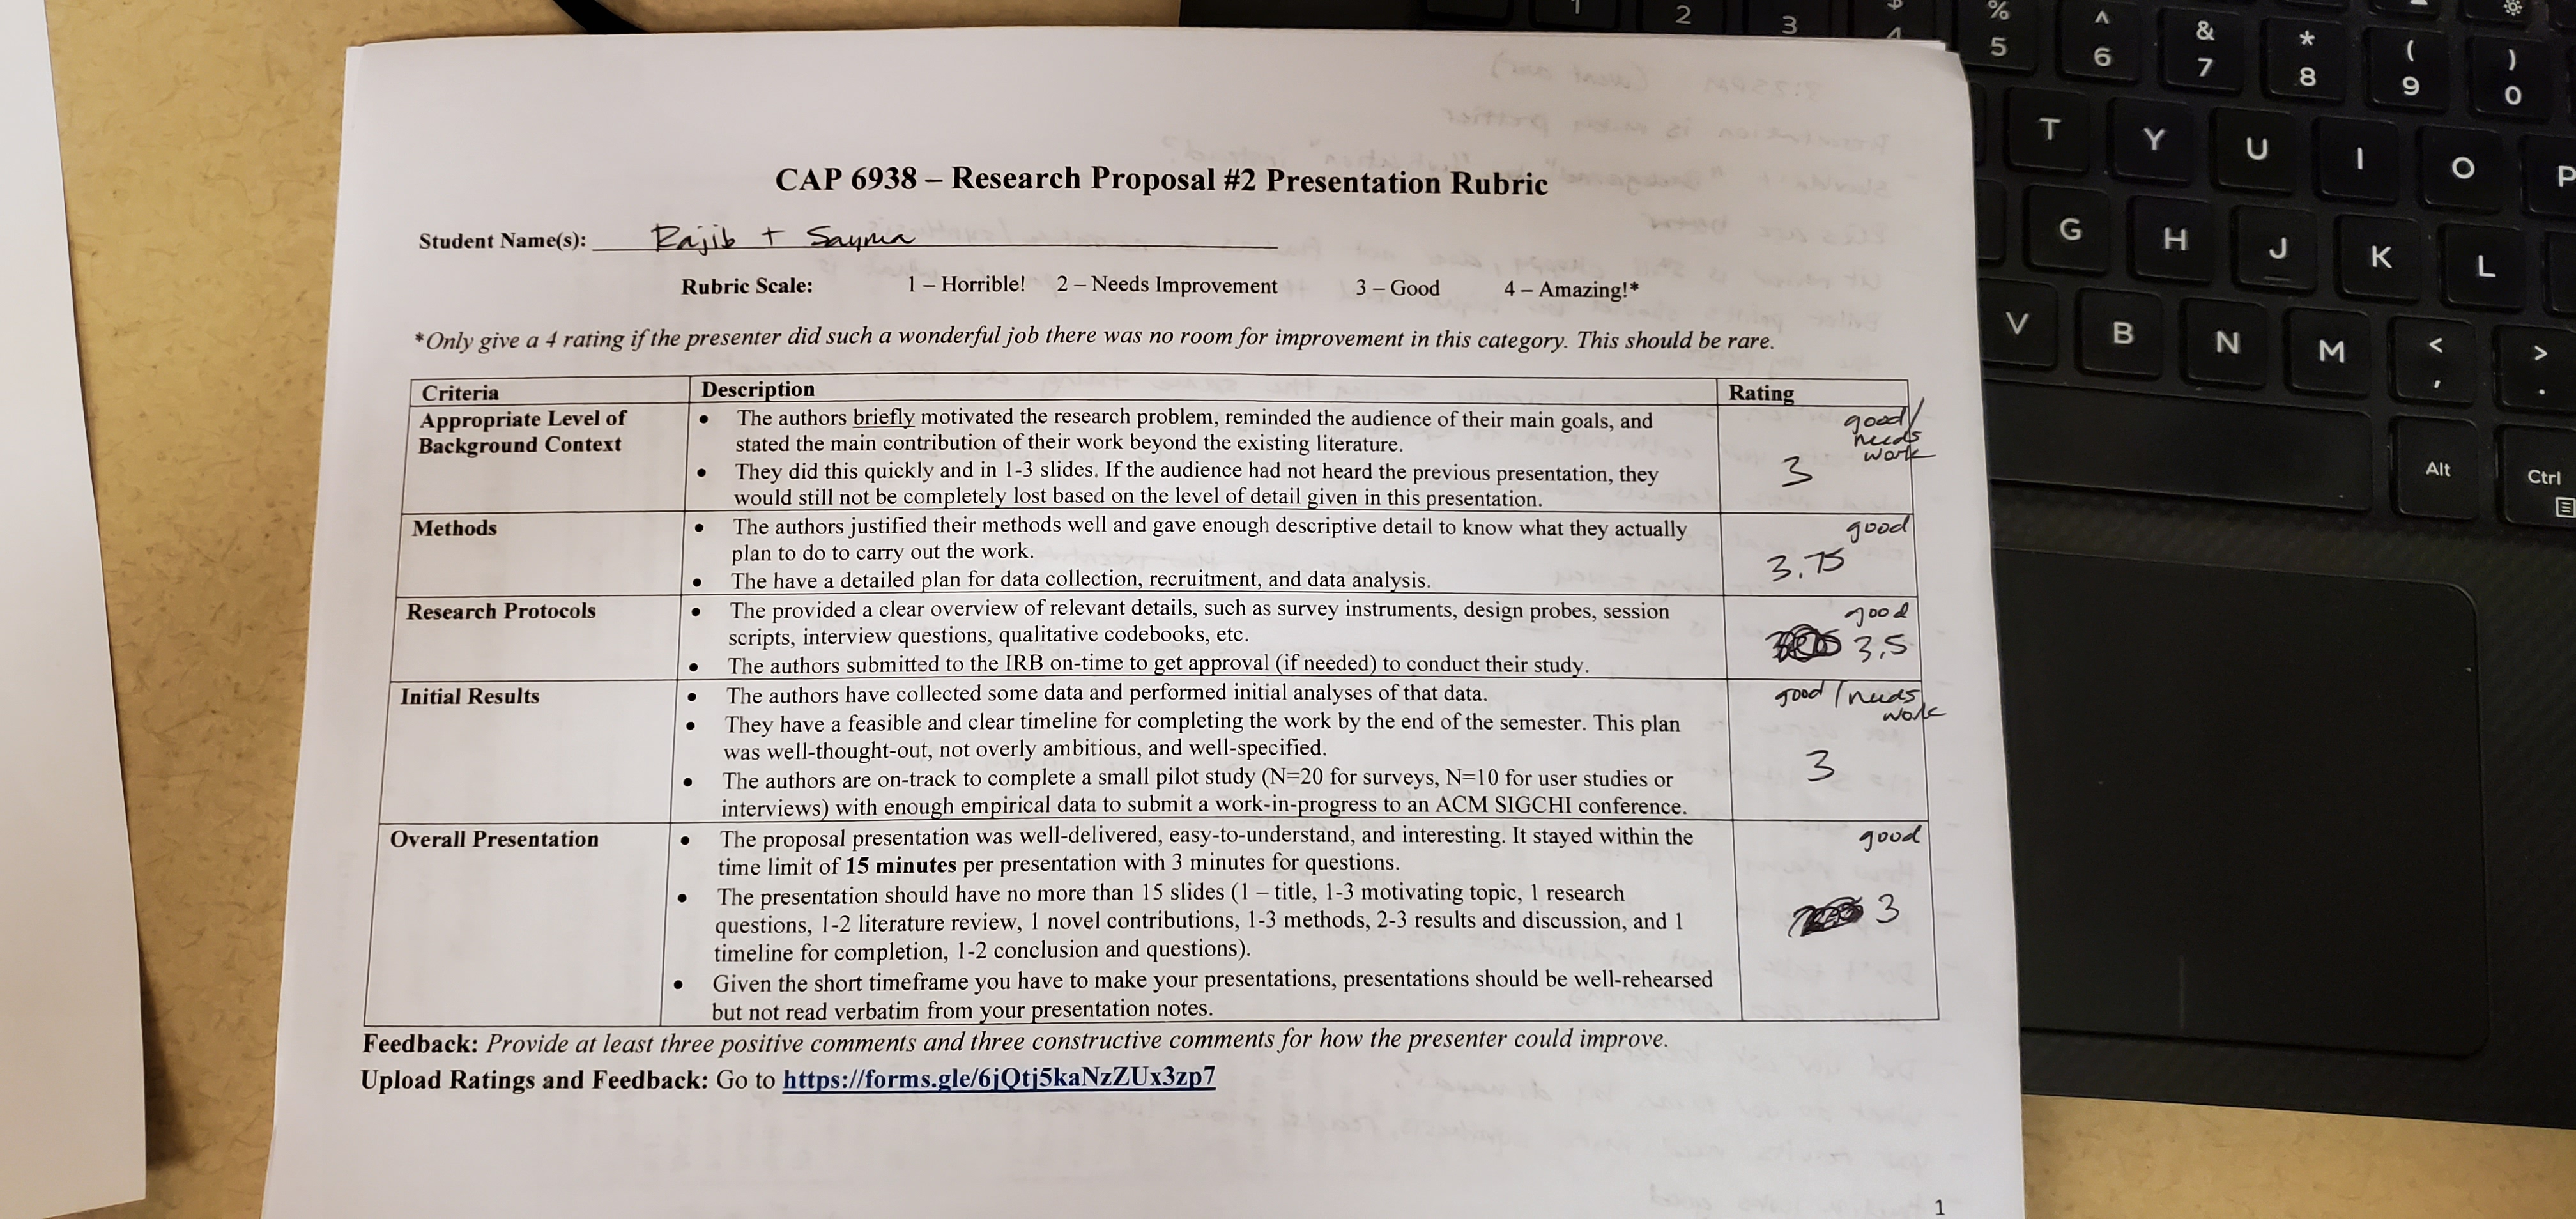 CAP 6938 – Research Proposal #2 Presentation Rubric
Student Name(s): Rajib + Sayma
Rubric Scale: 1 – Horrible! 2 – Needs Improvement 3 – Good 4 – Amazing!*
*Only give a 4 rating if the presenter did such a wonderful job there was no room for improvement in this category. This should be rare.
Criteria Description Rating
Appropriate Level of
Background Context
• The authors briefly motivated the research problem, reminded the audience of their main goals, and
stated the main contribution of their work beyond the existing literature.
• They did this quickly and in 1-3 slides. If the audience had not heard the previous presentation, they
would still not be completely lost based on the level of detail given in this presentation.
good/
needs
work
3
Methods
• The authors justified their methods well and gave enough descriptive detail to know what they actually
plan to do to carry out the work.
• The have a detailed plan for data collection, recruitment, and data analysis.
good
3.75
Research Protocols
• The provided a clear overview of relevant details, such as survey instruments, design probes, session
scripts, interview questions, qualitative codebooks, etc.
• The authors submitted to the IRB on-time to get approval (if needed) to conduct their study.
good
3.5
Initial Results
• The authors have collected some data and performed initial analyses of that data.
• They have a feasible and clear timeline for completing the work by the end of the semester. This plan
was well-thought-out, not overly ambitious, and well-specified.
• The authors are on-track to complete a small pilot study (N=20 for surveys, N=10 for user studies or
interviews) with enough empirical data to submit a work-in-progress to an ACM SIGCHI conference.
good/needs
work
3
Overall Presentation
• The proposal presentation was well-delivered, easy-to-understand, and interesting. It stayed within the
time limit of 15 minutes per presentation with 3 minutes for questions.
• The presentation should have no more than 15 slides (1 – title, 1-3 motivating topic, 1 research
questions, 1-2 literature review, 1 novel contributions, 1-3 methods, 2-3 results and discussion, and 1
timeline for completion, 1-2 conclusion and questions).
• Given the short timeframe you have to make your presentations, presentations should be well-rehearsed
but not read verbatim from your presentation notes.
good
3
Feedback: Provide at least three positive comments and three constructive comments for how the presenter could improve.
Upload Ratings and Feedback: Go to https://forms.gle/6jQtj5kaNzZUx3zp7
1
1 2 3 4 5 6 7 8 9 0
$ % ^ & * ( )
T Y U I O P
G H J K L
V B N M < , > .
Alt Ctrl